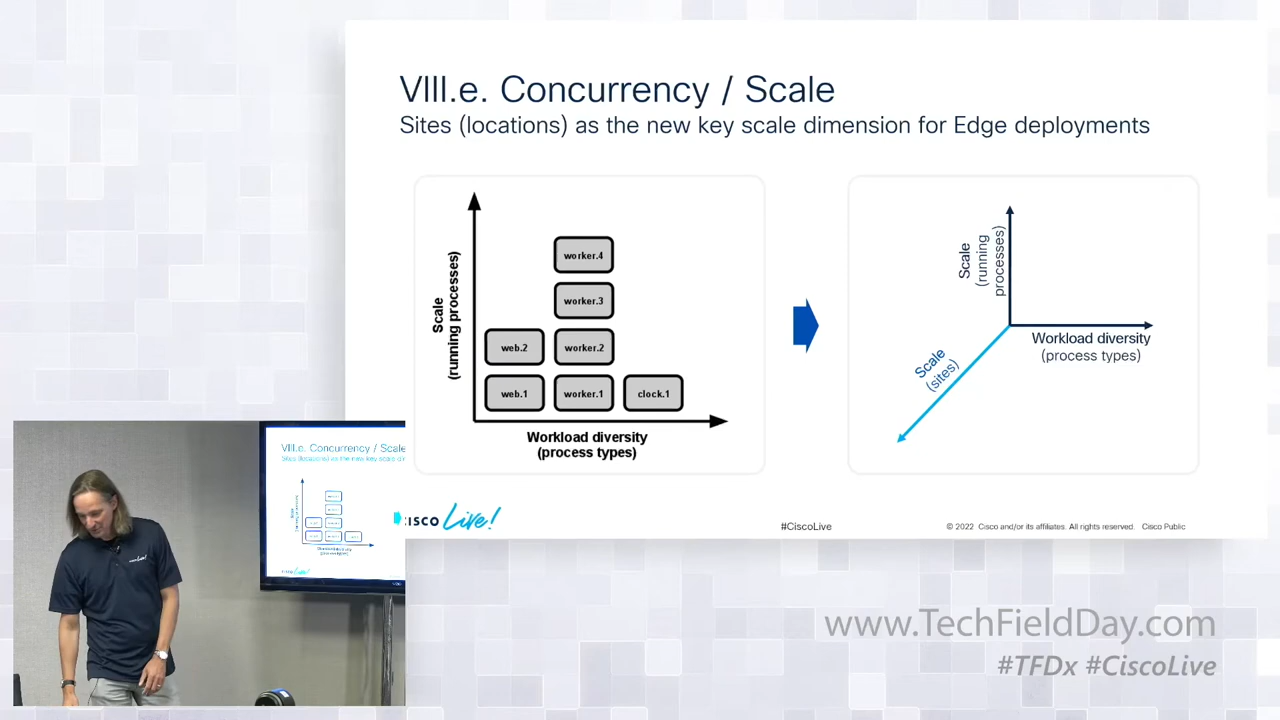 VIII.e. Concurrency / Scale
Sites (locations) as the new key scale dimension for Edge deployments
Scale
(running processes)
worker.4
worker.3
web.2
worker.2
web.1
worker.1
clock.1
Workload diversity
(process types)
Scale
(running
processes)
Workload diversity
(process types)
Scale
(sites)
CISCO Live!
#CiscoLive
© 2022 Cisco and/or its affiliates. All rights reserved. Cisco Public
VIII.e. Concurrency / Scale
www.TechFieldDay.com
#TFDx #CiscoLive